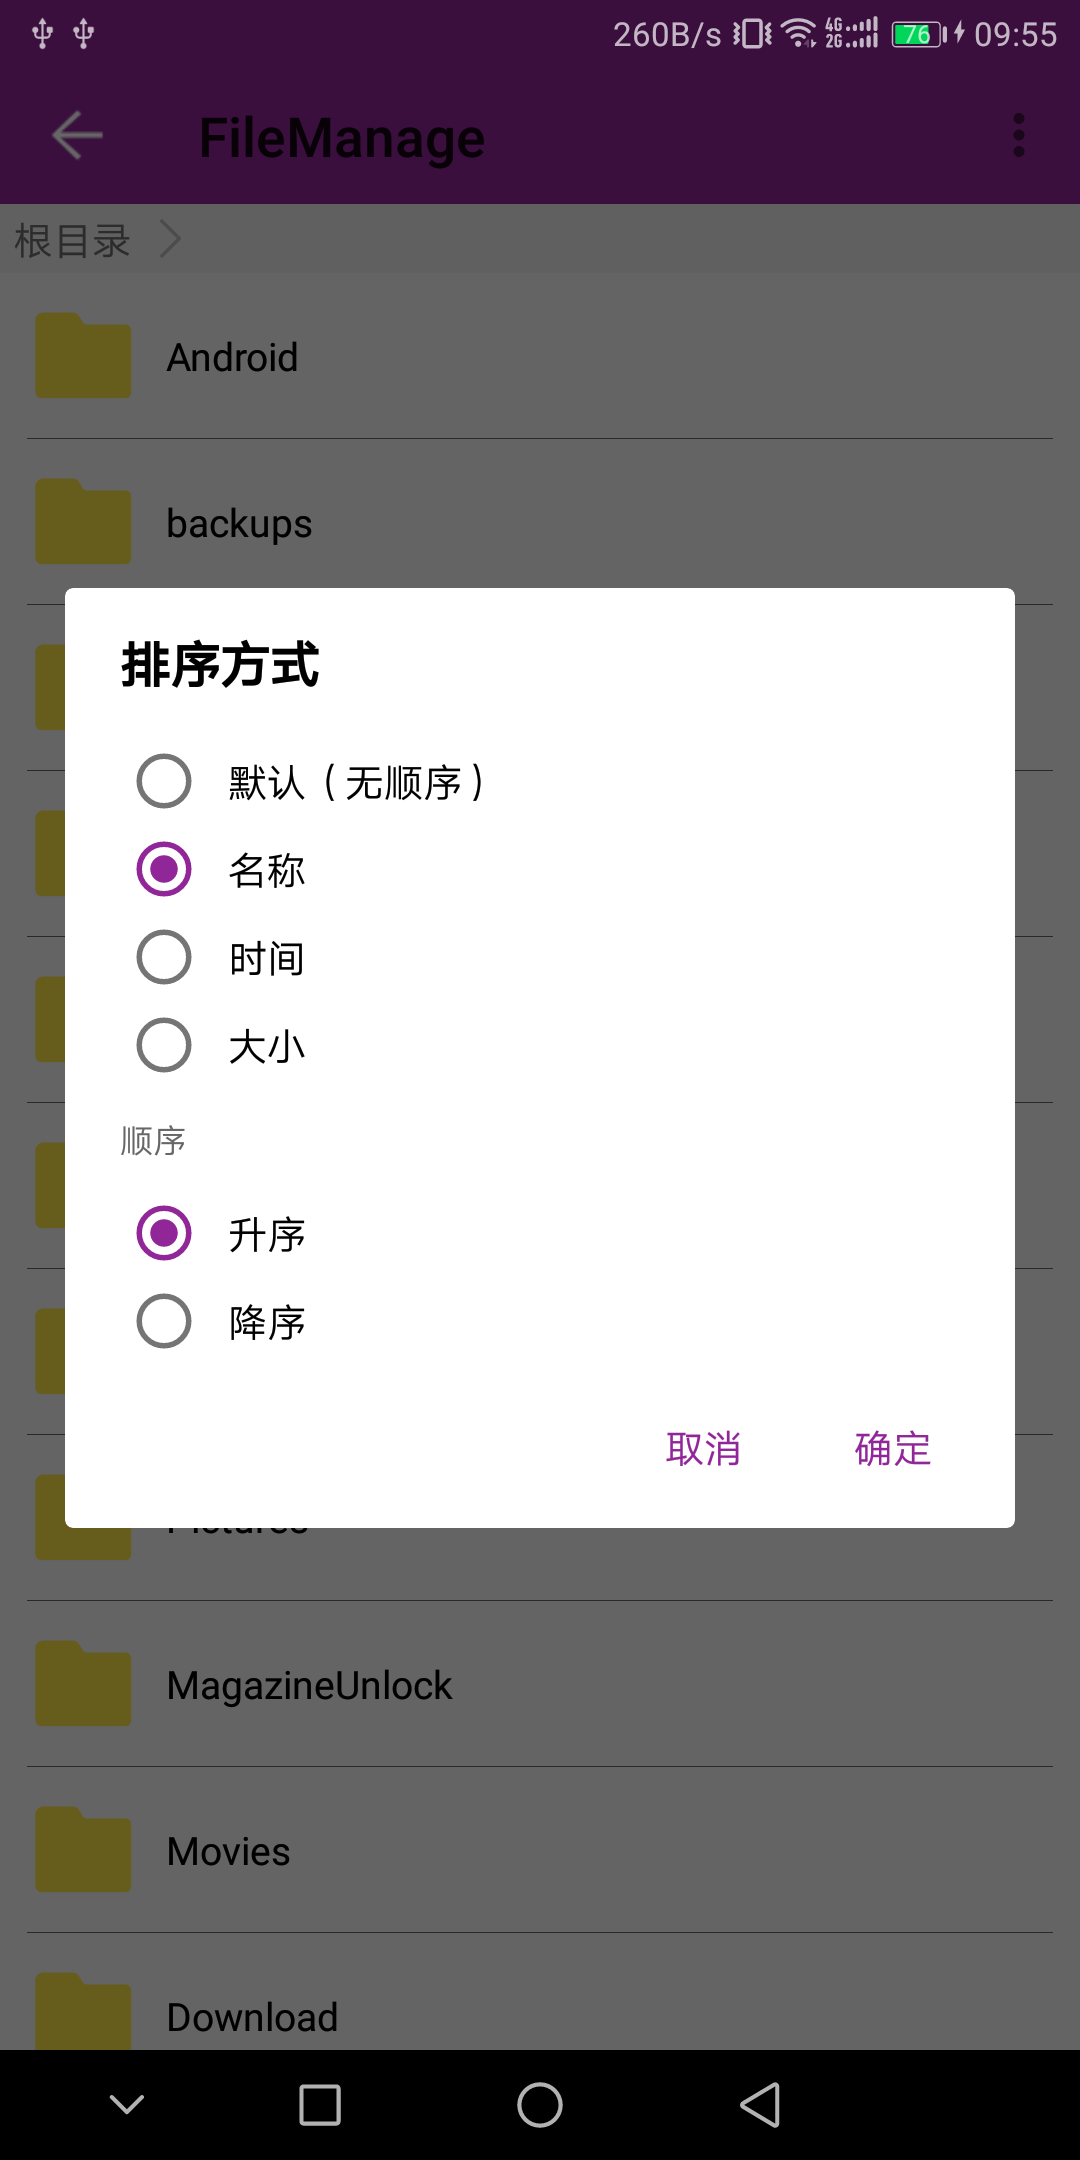 260B/s 4G 2G 76 09:55
FileManage
根目录
Android
backups
排序方式
默认（无顺序）
名称
时间
大小
顺序
升序
降序
取消 确定
Pictures
MagazineUnlock
Movies
Download